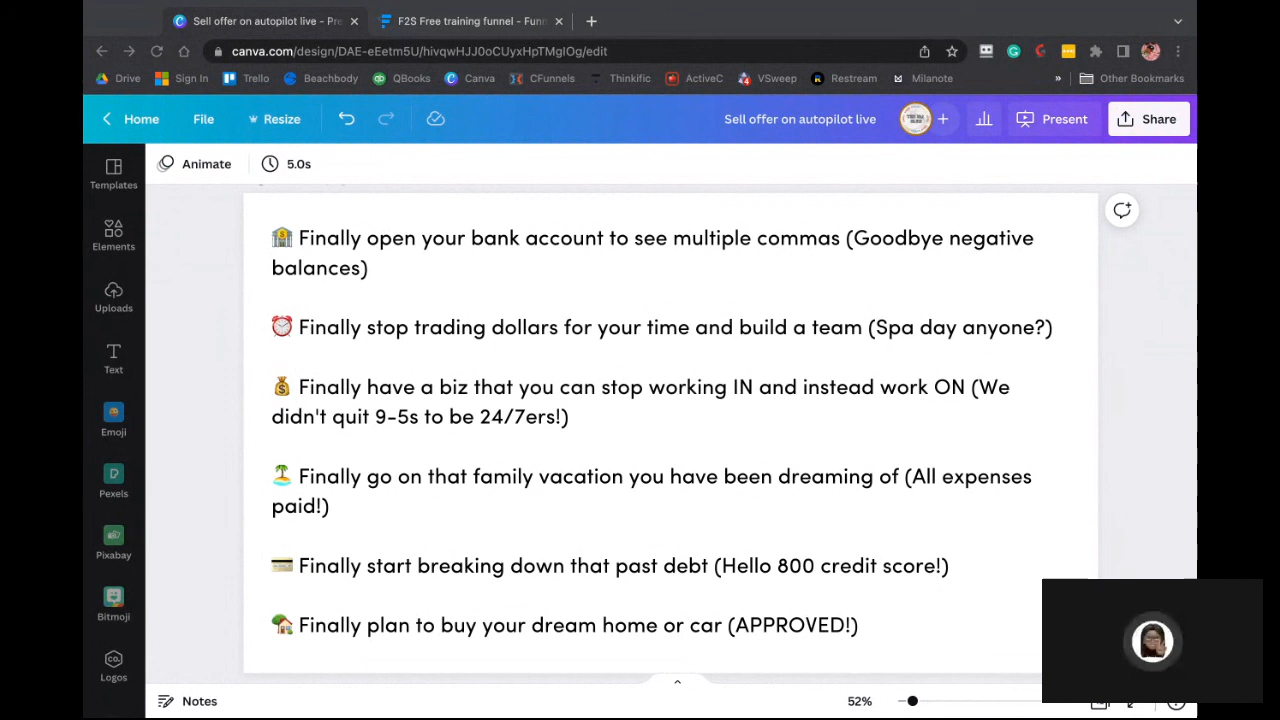 Sell offer on autopilot live - Pre
F2S Free training funnel - Funn
canva.com/design/DAE-eEetm5U/hivqwHJJ0oCUyxHpTMgIOg/edit
Drive Sign In Trello Beachbody QBooks Canva CFunnels Thinkific ActiveC VSweep Restream Milanote » Other Bookmarks
Home File Resize Sell offer on autopilot live Present Share
Animate 5.0s
Templates
Elements
Uploads
Text
Emoji
Pexels
Pixabay
Bitmoji
CO.
Logos
Finally open your bank account to see multiple commas (Goodbye negative
balances)
Finally stop trading dollars for your time and build a team (Spa day anyone?)
Finally have a biz that you can stop working IN and instead work ON (We
didn't quit 9-5s to be 24/7ers!)
Finally go on that family vacation you have been dreaming of (All expenses
paid!)
Finally start breaking down that past debt (Hello 800 credit score!)
Finally plan to buy your dream home or car (APPROVED!)
Notes 52%